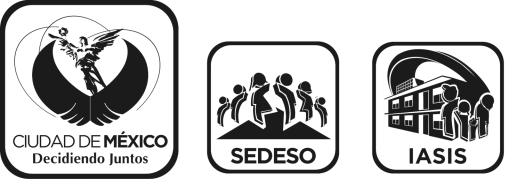 CIUDAD DE MÉXICO
Decidiendo Juntos
SEDESO
IASIS